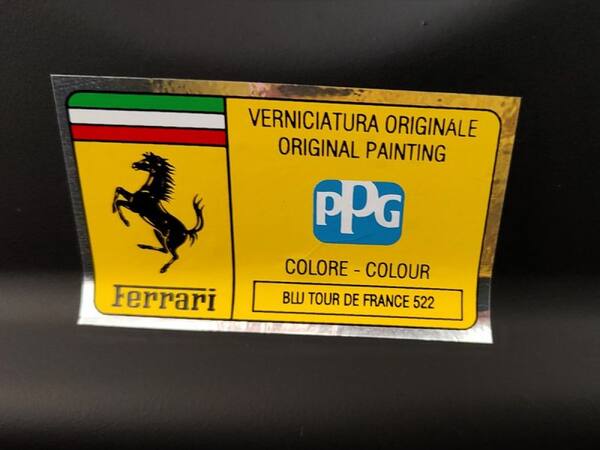 VERNICIATURA ORIGINALE
ORIGINAL PAINTING
PPG
COLORE - COLOUR
BLU TOUR DE FRANCE 522
Ferrari